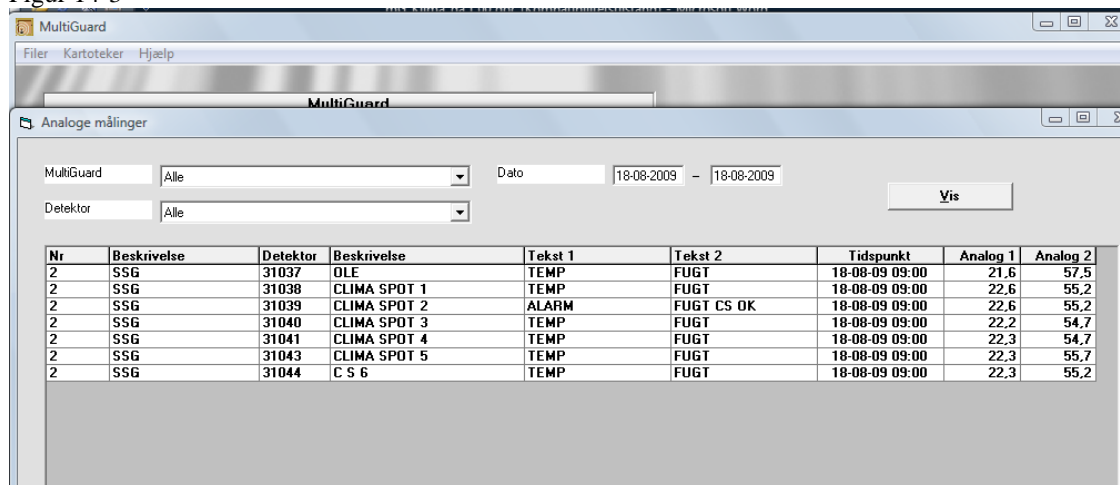 MultiGuard
Filer Kartoteker Hjælp
MultiGuard
Analoge målinger
MultiGuard Alle Dato 18-08-2009 – 18-08-2009
Vis
Detektor Alle
Nr Beskrivelse Detektor Beskrivelse Tekst 1 Tekst 2 Tidspunkt Analog 1 Analog 2
2 SSG 31037 OLE TEMP FUGT 18-08-09 09:00 21,6 57,5
2 SSG 31038 CLIMA SPOT 1 TEMP FUGT 18-08-09 09:00 22,6 55,2
2 SSG 31039 CLIMA SPOT 2 ALARM FUGT CS OK 18-08-09 09:00 22,6 55,2
2 SSG 31040 CLIMA SPOT 3 TEMP FUGT 18-08-09 09:00 22,2 54,7
2 SSG 31041 CLIMA SPOT 4 TEMP FUGT 18-08-09 09:00 22,3 54,7
2 SSG 31043 CLIMA SPOT 5 TEMP FUGT 18-08-09 09:00 22,3 55,7
2 SSG 31044 C S 6 TEMP FUGT 18-08-09 09:00 22,3 55,2